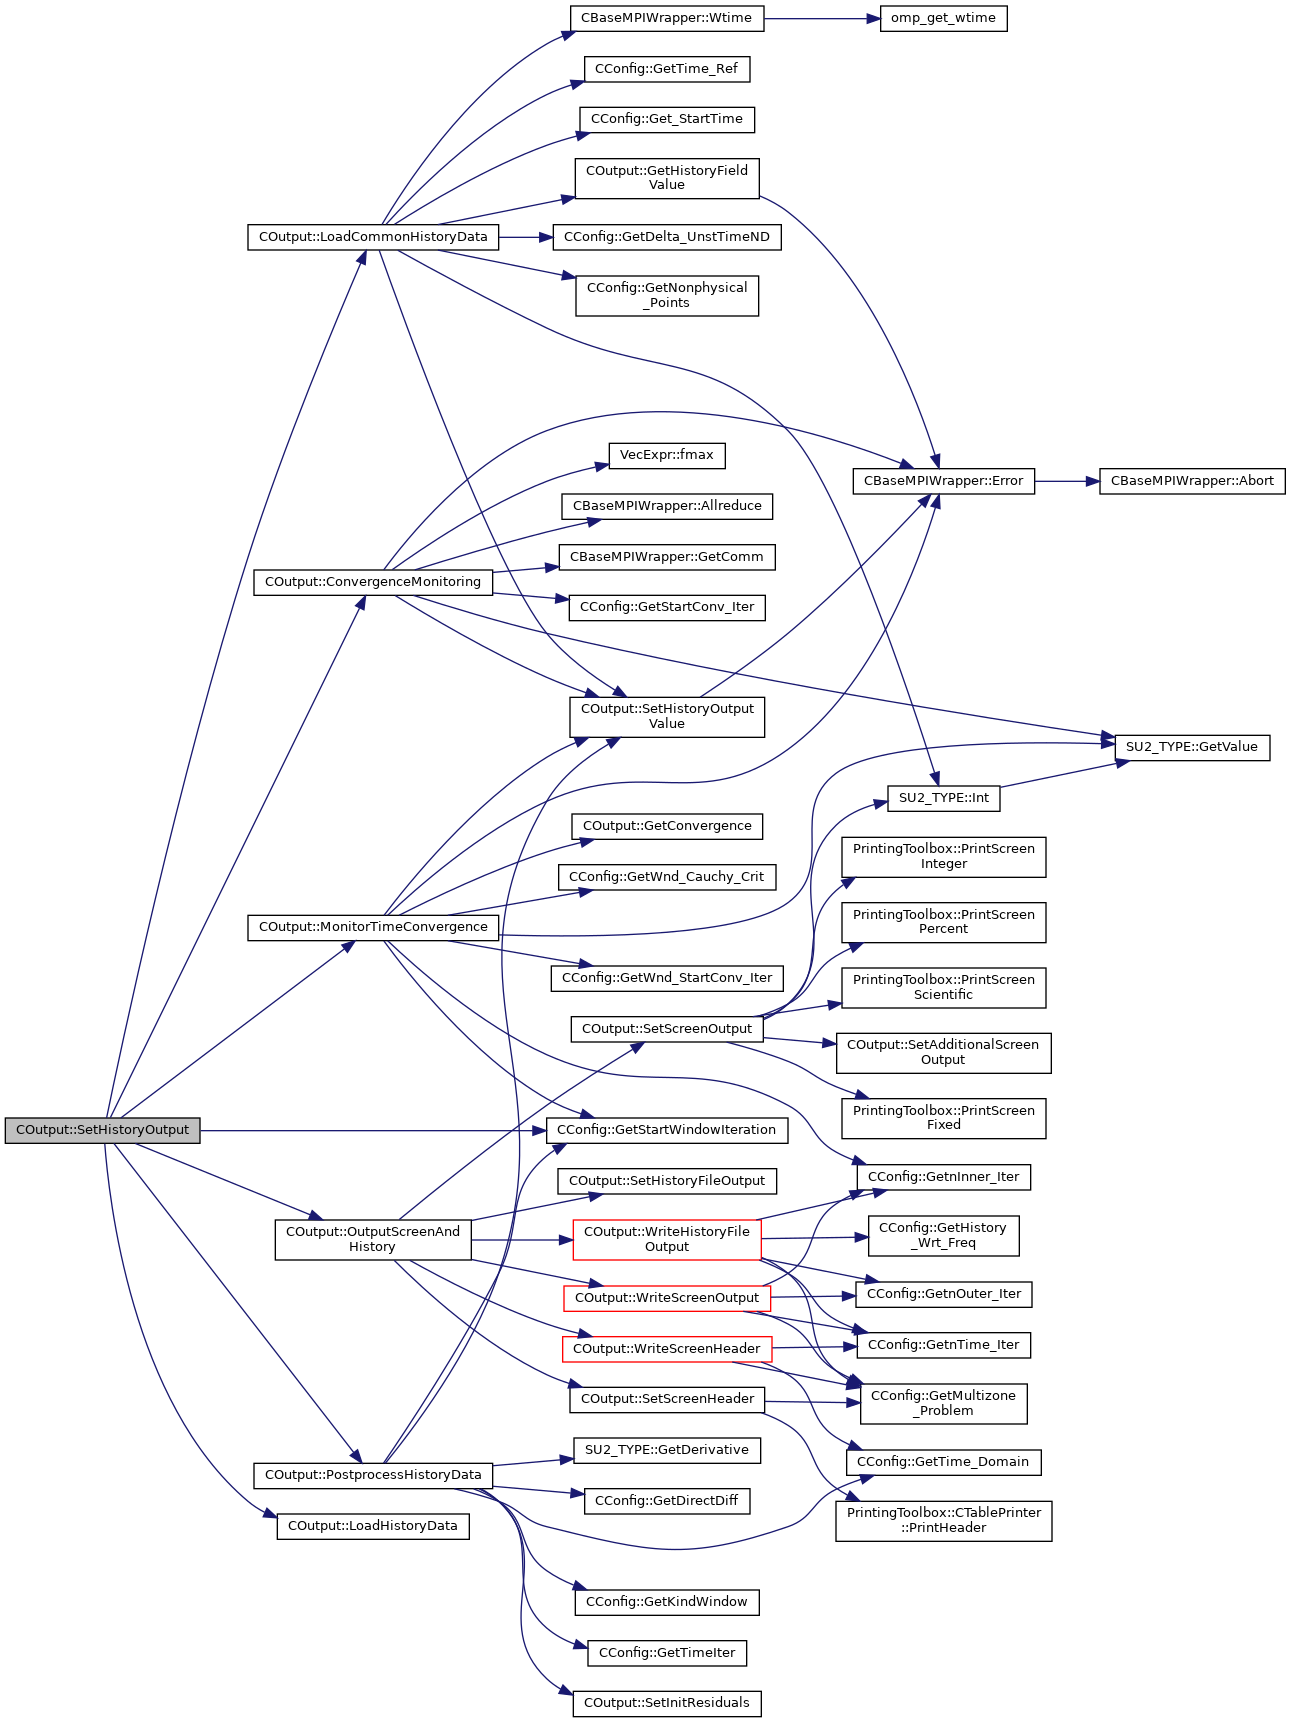 CBaseMPIWrapper::Wtime
omp_get_wtime
CConfig::GetTime_Ref
CConfig::Get_StartTime
COutput::GetHistoryField
Value
COutput::LoadCommonHistoryData
CConfig::GetDelta_UnstTimeND
CConfig::GetNonphysical
_Points
VecExpr::fmax
CBaseMPIWrapper::Error
CBaseMPIWrapper::Abort
CBaseMPIWrapper::Allreduce
CBaseMPIWrapper::GetComm
COutput::ConvergenceMonitoring
CConfig::GetStartConv_Iter
COutput::SetHistoryOutput
Value
SU2_TYPE::GetValue
SU2_TYPE::Int
COutput::GetConvergence
PrintingToolbox::PrintScreen
Integer
CConfig::GetWnd_Cauchy_Crit
PrintingToolbox::PrintScreen
Percent
COutput::MonitorTimeConvergence
CConfig::GetWnd_StartConv_Iter
PrintingToolbox::PrintScreen
Scientific
COutput::SetScreenOutput
COutput::SetAdditionalScreen
Output
PrintingToolbox::PrintScreen
Fixed
COutput::SetHistoryOutput
CConfig::GetStartWindowIteration
COutput::SetHistoryFileOutput
CConfig::GetnInner_Iter
COutput::OutputScreenAnd
History
COutput::WriteHistoryFile
Output
CConfig::GetHistory
_Wrt_Freq
COutput::WriteScreenOutput
CConfig::GetnOuter_Iter
COutput::WriteScreenHeader
CConfig::GetnTime_Iter
COutput::SetScreenHeader
CConfig::GetMultizone
_Problem
SU2_TYPE::GetDerivative
CConfig::GetTime_Domain
COutput::PostprocessHistoryData
CConfig::GetDirectDiff
PrintingToolbox::CTablePrinter
::PrintHeader
COutput::LoadHistoryData
CConfig::GetKindWindow
CConfig::GetTimeIter
COutput::SetInitResiduals